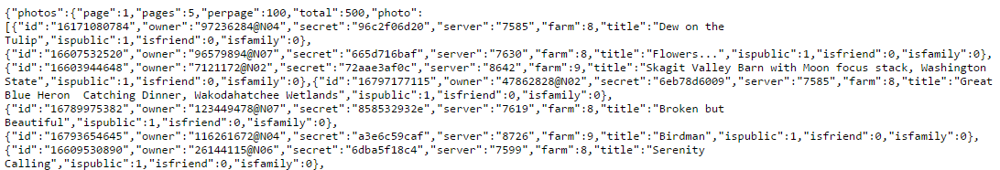 {"photos":{"page":1,"pages":5,"perpage":100,"total":500,"photo":
[{"id":"16171080784","owner":"97236284@N04","secret":"96c2f06d20","server":"7585","farm":8,"title":"Dew on the
Tulip","ispublic":1,"isfriend":0,"isfamily":0},
{"id":"16607532520","owner":"96579894@N07","secret":"665d716baf","server":"7630","farm":8,"title":"Flowers...","ispublic":1,"isfriend":0,"isfamily":0},
{"id":"16603944648","owner":"7121172@N02","secret":"72aae3af0c","server":"8642","farm":9,"title":"Skagit Valley Barn with Moon focus stack, Washington
State","ispublic":1,"isfriend":0,"isfamily":0},{"id":"16797177115","owner":"47862828@N02","secret":"6eb78d6009","server":"7585","farm":8,"title":"Great
Blue Heron  Catching Dinner, Wakodahatchee Wetlands","ispublic":1,"isfriend":0,"isfamily":0},
{"id":"16789975382","owner":"123449478@N07","secret":"858532932e","server":"7619","farm":8,"title":"Broken but
Beautiful","ispublic":1,"isfriend":0,"isfamily":0},
{"id":"16793654645","owner":"116261672@N04","secret":"a3e6c59caf","server":"8726","farm":9,"title":"Birdman","ispublic":1,"isfriend":0,"isfamily":0},
{"id":"16609530890","owner":"26144115@N06","secret":"6dba5f18c4","server":"7599","farm":8,"title":"Serenity
Calling","ispublic":1,"isfriend":0,"isfamily":0},